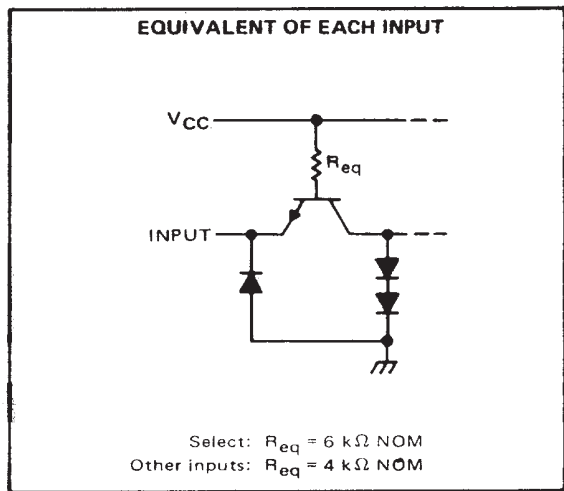 EQUIVALENT OF EACH INPUT
VCC
Req
INPUT
Select: Req = 6 kΩ NOM
Other inputs: Req = 4 kΩ NOM